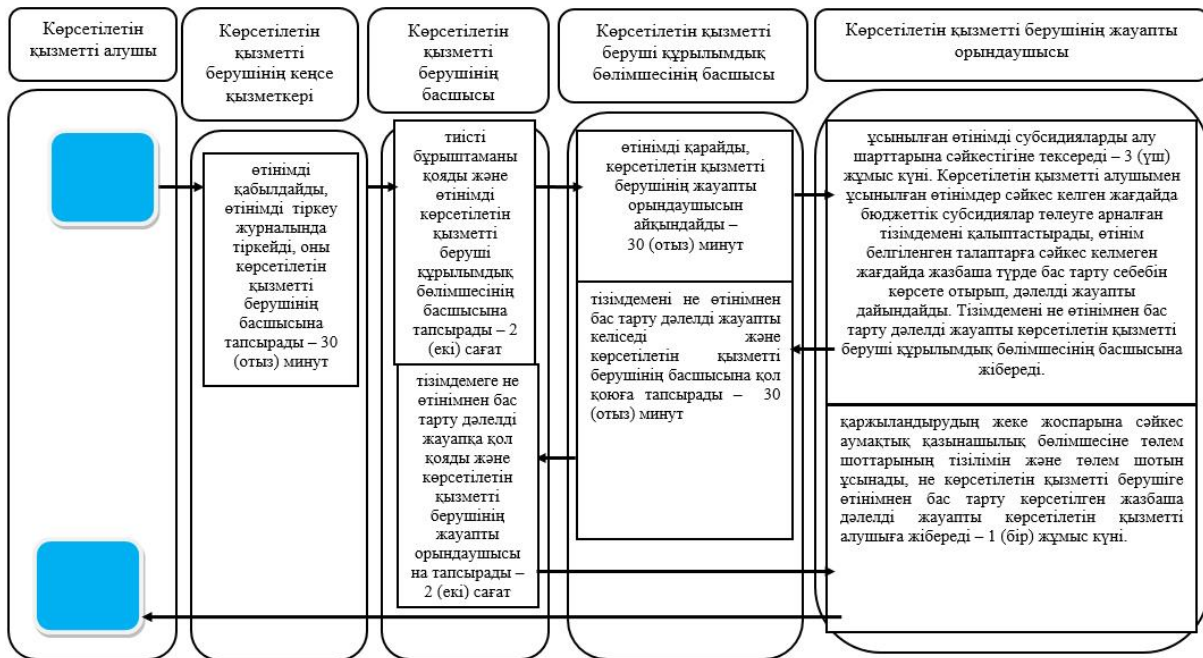 Көрсетілетін
қызметті алушы
Көрсетілетін
қызметті
берушінің кеңсе
қызметкері
Көрсетілетін
қызметті
берушінің
басшысы
Көрсетілетін қызметті
беруші құрылымдық
бөлімшесінің басшысы
Көрсетілетін қызметті берушінің жауапты
орындаушысы
өтінімді
қабылдайды,
өтінімді тіркеу
журналында
тіркейді, оны
көрсетілетін
қызметті
берушінің
басшысына
тапсырады – 30
(отыз) минут
тиісті
бұрыштаманы
қояды және
өтінімді
көрсетілетін
қызметті
беруші
құрылымдық
бөлімшесінің
басшысына
тапсырады – 2
(екі) сағат
өтінімді қарайды,
көрсетілетін қызметті
берушінің жауапты
орындаушысын
айқындайды –
30 (отыз) минут
ұсынылған өтінімді субсидияларды алу
шарттарына сәйкестігіне тексереді – 3 (үш)
жұмыс күні. Көрсетілетін қызметті алушымен
ұсынылған өтінімдер сәйкес келген жағдайда
бюджеттік субсидиялар төлеуге арналған
тізімдемені қалыптастырады, өтінім
белгіленген талаптарға сәйкес келмеген
жағдайда жазбаша түрде бас тарту себебін
көрсете отырып, дәлелді жауапты
дайындайды. Тізімдемені не өтінімнен бас
тарту дәлелді жауапты көрсетілетін қызметті
беруші құрылымдық бөлімшесінің басшысына
жібереді.
тізімдемені не өтінімнен
бас тарту дәлелді жауапты
келіседі және
көрсетілетін қызметті
берушінің басшысына қол
қоюға тапсырады – 30
(отыз) минут
тізімдемеге не
өтінімнен бас
тарту дәлелді
жауапқа қол
қояды және
көрсетілетін
қызметті
берушінің
жауапты
орындаушысы
на тапсырады –
2 (екі) сағат
қаржыландырудың жеке жоспарына сәйкес
аумақтық қазынашылық бөлімшесіне төлем
шоттарының тізілімін және төлем шотын
ұсынады, не көрсетілетін қызметті берушіге
өтінімнен бас тарту көрсетілген жазбаша
дәлелді жауапты көрсетілетін қызметті
алушыға жібереді – 1 (бір) жұмыс күні.